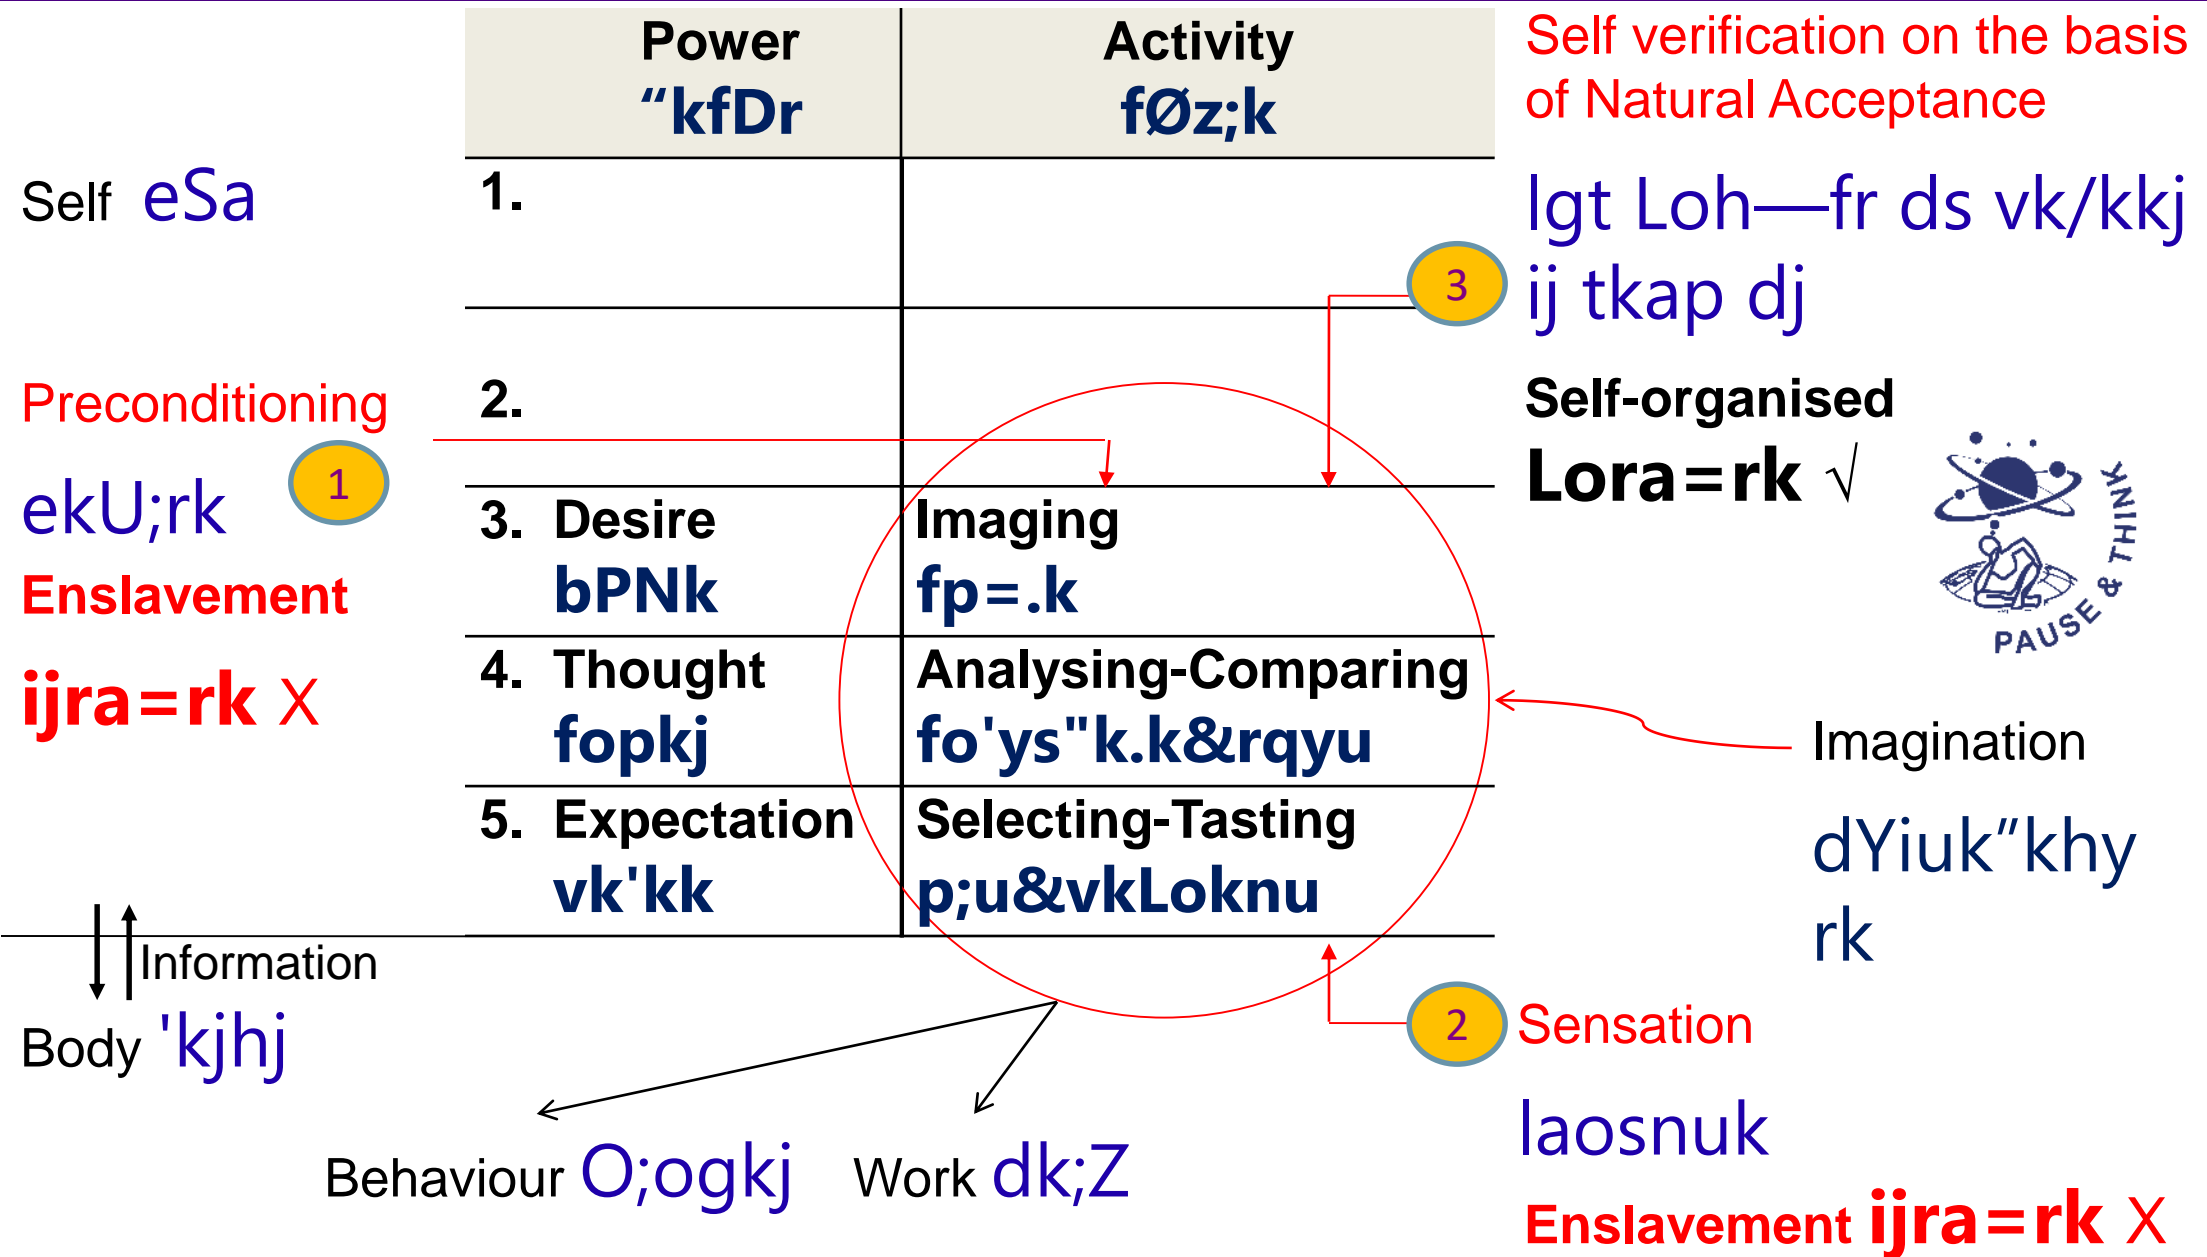 Power
“kfDr
Activity
fØz;k
Self verification on the basis
of Natural Acceptance
lgt Loh—fr ds vk/kkj
ij tkap dj
Self eSa
1.
3
Preconditioning
2.
Self-organised
Lora=rk √
ekU;rk
1
Enslavement
ijra=rk X
3. Desire
bPNk
Imaging
fp=.k
PAUSE & THINK
4. Thought
fopkj
Analysing-Comparing
fo'ys"k.k&rqyu
Imagination
dYiuk”khy
rk
5. Expectation
vk'kk
Selecting-Tasting
p;u&vkLoknu
Information
Body 'kjhj
2
Sensation
laosnuk
Enslavement ijra=rk X
Behaviour O;ogkj
Work dk;Z